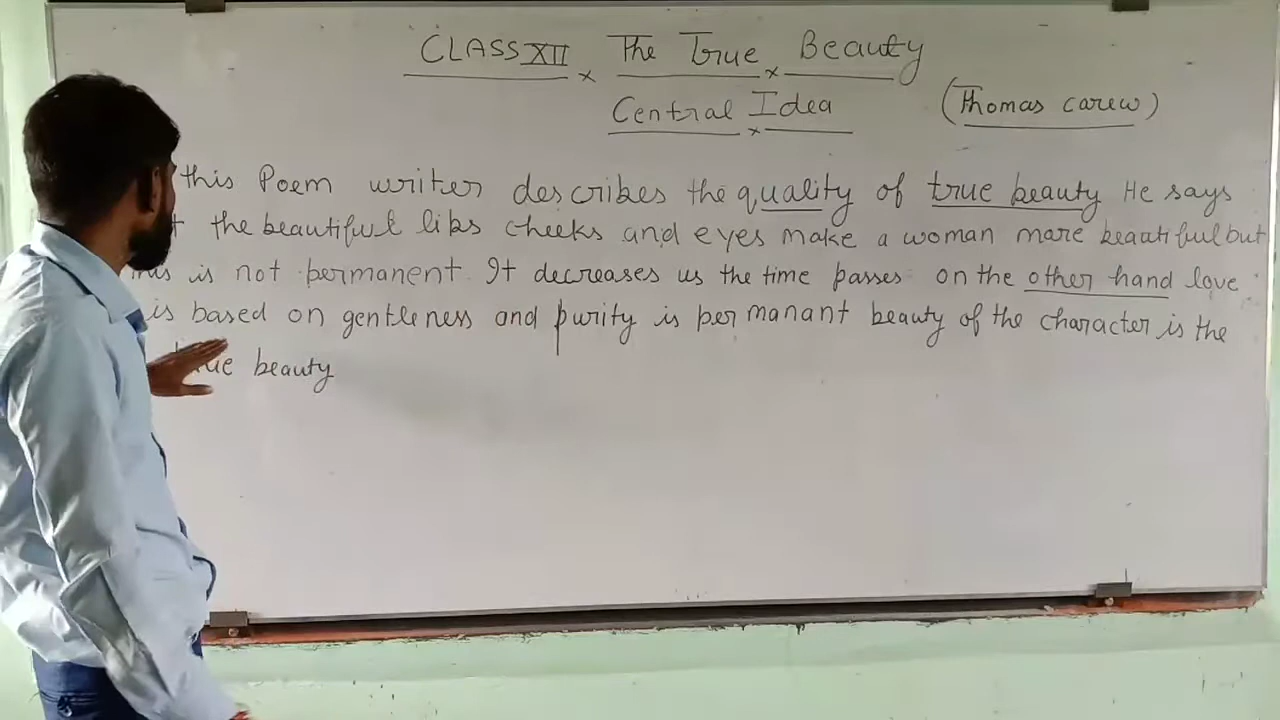 CLASS XII The True Beauty
Central Idea (Thomas carew)
this Poem writer describes the quality of true beauty He says
the beautiful libs cheeks and eyes make a woman more beautiful but
is not permanent. It decreases us the time passes on the other hand love
is based on gentleness and purity is permanant beauty of the character is the
true beauty